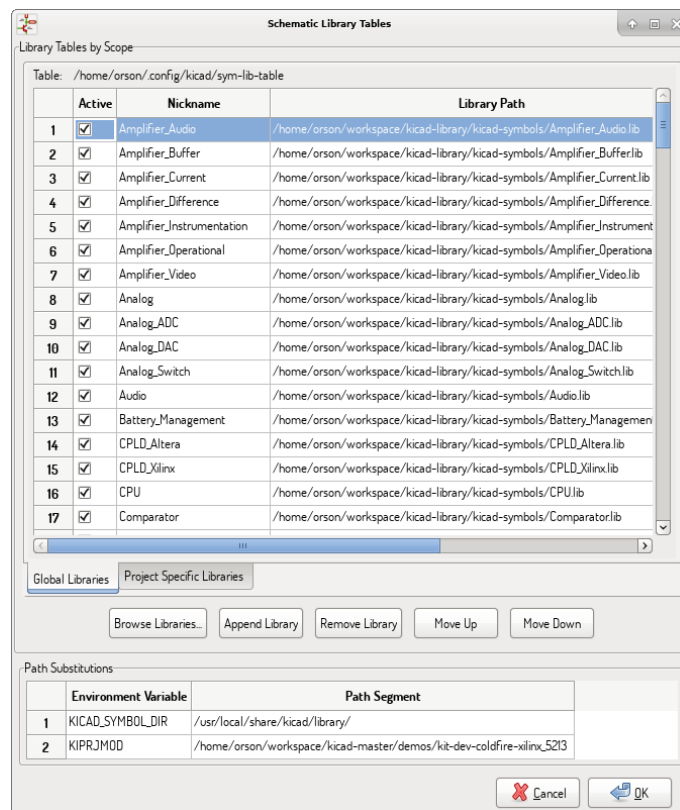 Schematic Library Tables
Library Tables by Scope
Table: /home/orson/.config/kicad/sym-lib-table
Active Nickname Library Path
1 Amplifier_Audio /home/orson/workspace/kicad-library/kicad-symbols/Amplifier_Audio.lib
2 Amplifier_Buffer /home/orson/workspace/kicad-library/kicad-symbols/Amplifier_Buffer.lib
3 Amplifier_Current /home/orson/workspace/kicad-library/kicad-symbols/Amplifier_Current.lib
4 Amplifier_Difference /home/orson/workspace/kicad-library/kicad-symbols/Amplifier_Difference.
5 Amplifier_Instrumentation /home/orson/workspace/kicad-library/kicad-symbols/Amplifier_Instrument
6 Amplifier_Operational /home/orson/workspace/kicad-library/kicad-symbols/Amplifier_Operationa
7 Amplifier_Video /home/orson/workspace/kicad-library/kicad-symbols/Amplifier_Video.lib
8 Analog /home/orson/workspace/kicad-library/kicad-symbols/Analog.lib
9 Analog_ADC /home/orson/workspace/kicad-library/kicad-symbols/Analog_ADC.lib
10 Analog_DAC /home/orson/workspace/kicad-library/kicad-symbols/Analog_DAC.lib
11 Analog_Switch /home/orson/workspace/kicad-library/kicad-symbols/Analog_Switch.lib
12 Audio /home/orson/workspace/kicad-library/kicad-symbols/Audio.lib
13 Battery_Management /home/orson/workspace/kicad-library/kicad-symbols/Battery_Managemen
14 CPLD_Altera /home/orson/workspace/kicad-library/kicad-symbols/CPLD_Altera.lib
15 CPLD_Xilinx /home/orson/workspace/kicad-library/kicad-symbols/CPLD_Xilinx.lib
16 CPU /home/orson/workspace/kicad-library/kicad-symbols/CPU.lib
17 Comparator /home/orson/workspace/kicad-library/kicad-symbols/Comparator.lib
Global Libraries Project Specific Libraries
Browse Libraries... Append Library Remove Library Move Up Move Down
Path Substitutions
Environment Variable Path Segment
1 KICAD_SYMBOL_DIR /usr/local/share/kicad/library/
2 KIPRJMOD /home/orson/workspace/kicad-master/demos/kit-dev-coldfire-xilinx_5213
Cancel OK